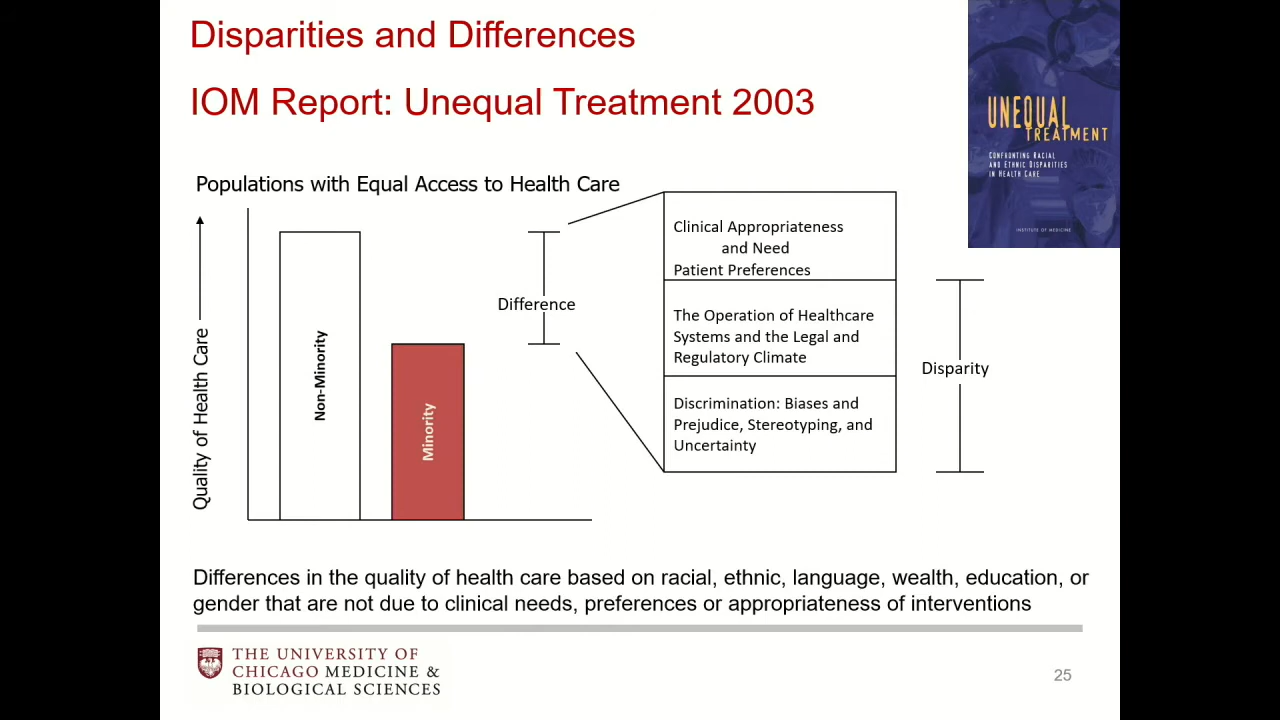 Disparities and Differences
IOM Report: Unequal Treatment 2003
UNEQUAL
TREATMENT
CONFRONTING RACIAL
AND ETHNIC DISPARITIES
IN HEALTH CARE
INSTITUTE OF MEDICINE
Populations with Equal Access to Health Care
Quality of Health Care
Non-Minority
Minority
Difference
Clinical Appropriateness
and Need
Patient Preferences
The Operation of Healthcare
Systems and the Legal and
Regulatory Climate
Discrimination: Biases and
Prejudice, Stereotyping, and
Uncertainty
Disparity
Differences in the quality of health care based on racial, ethnic, language, wealth, education, or
gender that are not due to clinical needs, preferences or appropriateness of interventions
THE UNIVERSITY OF
CHICAGO MEDICINE &
BIOLOGICAL SCIENCES
25